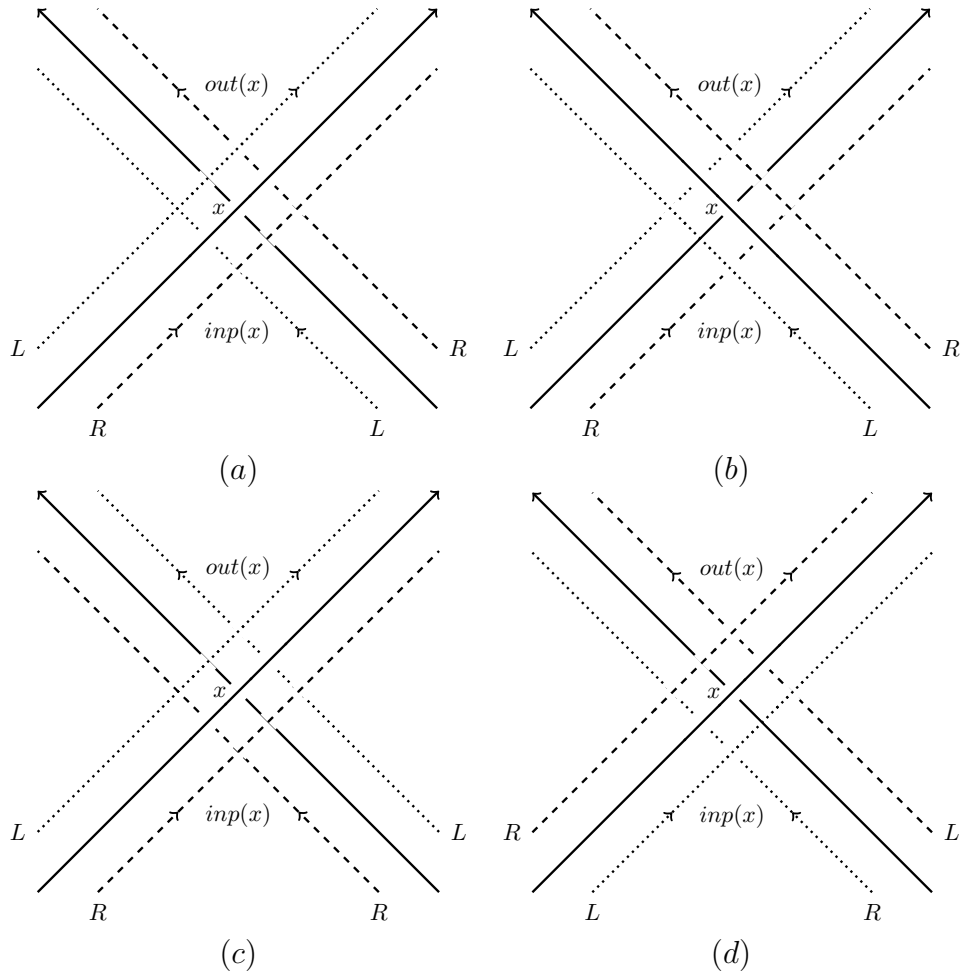 out(x) out(x)
x x
L R L R
inp(x) inp(x)
R L R L
(a) (b)
out(x) out(x)
x x
L L R L
inp(x) inp(x)
R R L R
(c) (d)